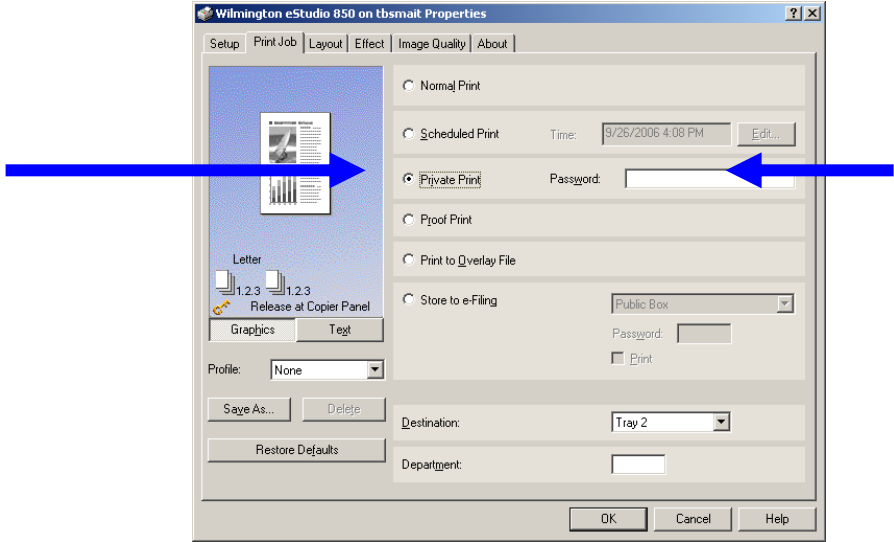 Wilmington eStudio 850 on tbsmait Properties
Setup Print Job Layout Effect Image Quality About
Normal Print
Scheduled Print Time: 9/26/2006 4:08 PM Edit...
Private Print Password:
Proof Print
Print to Overlay File
Store to e-Filing Public Box
Password:
Print
Letter
1.2.3 1.2.3
Release at Copier Panel
Graphics Text
Profile: None
Save As... Delete
Restore Defaults
Destination: Tray 2
Department:
OK Cancel Help